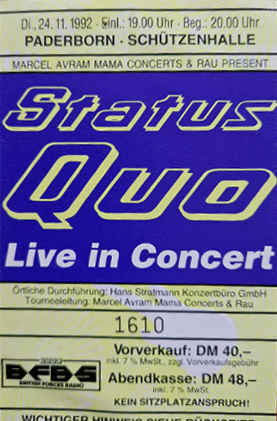 Di., 24. 11. 1992 · Einl.: 19.00 Uhr · Beg.: 20.00 Uhr
PADERBORN · SCHÜTZENHALLE
MARCEL AVRAM MAMA CONCERTS & RAU PRESENT
Status
Quo
Live in Concert
Örtliche Durchführung: Hans Stratmann Konzertbüro GmbH
Tourneeleitung: Marcel Avram Mama Concerts & Rau
1610
Vorverkauf: DM 40,–
inkl. 7 % MwSt., zzgl. Vorverkaufsgebühr
BFBS
BRITISH FORCES RADIO
Abendkasse: DM 48,–
inkl. 7 % MwSt.
KEIN SITZPLATZANSPRUCH!
WICHTIGER HINWEIS SIEHE RÜCKSEITE